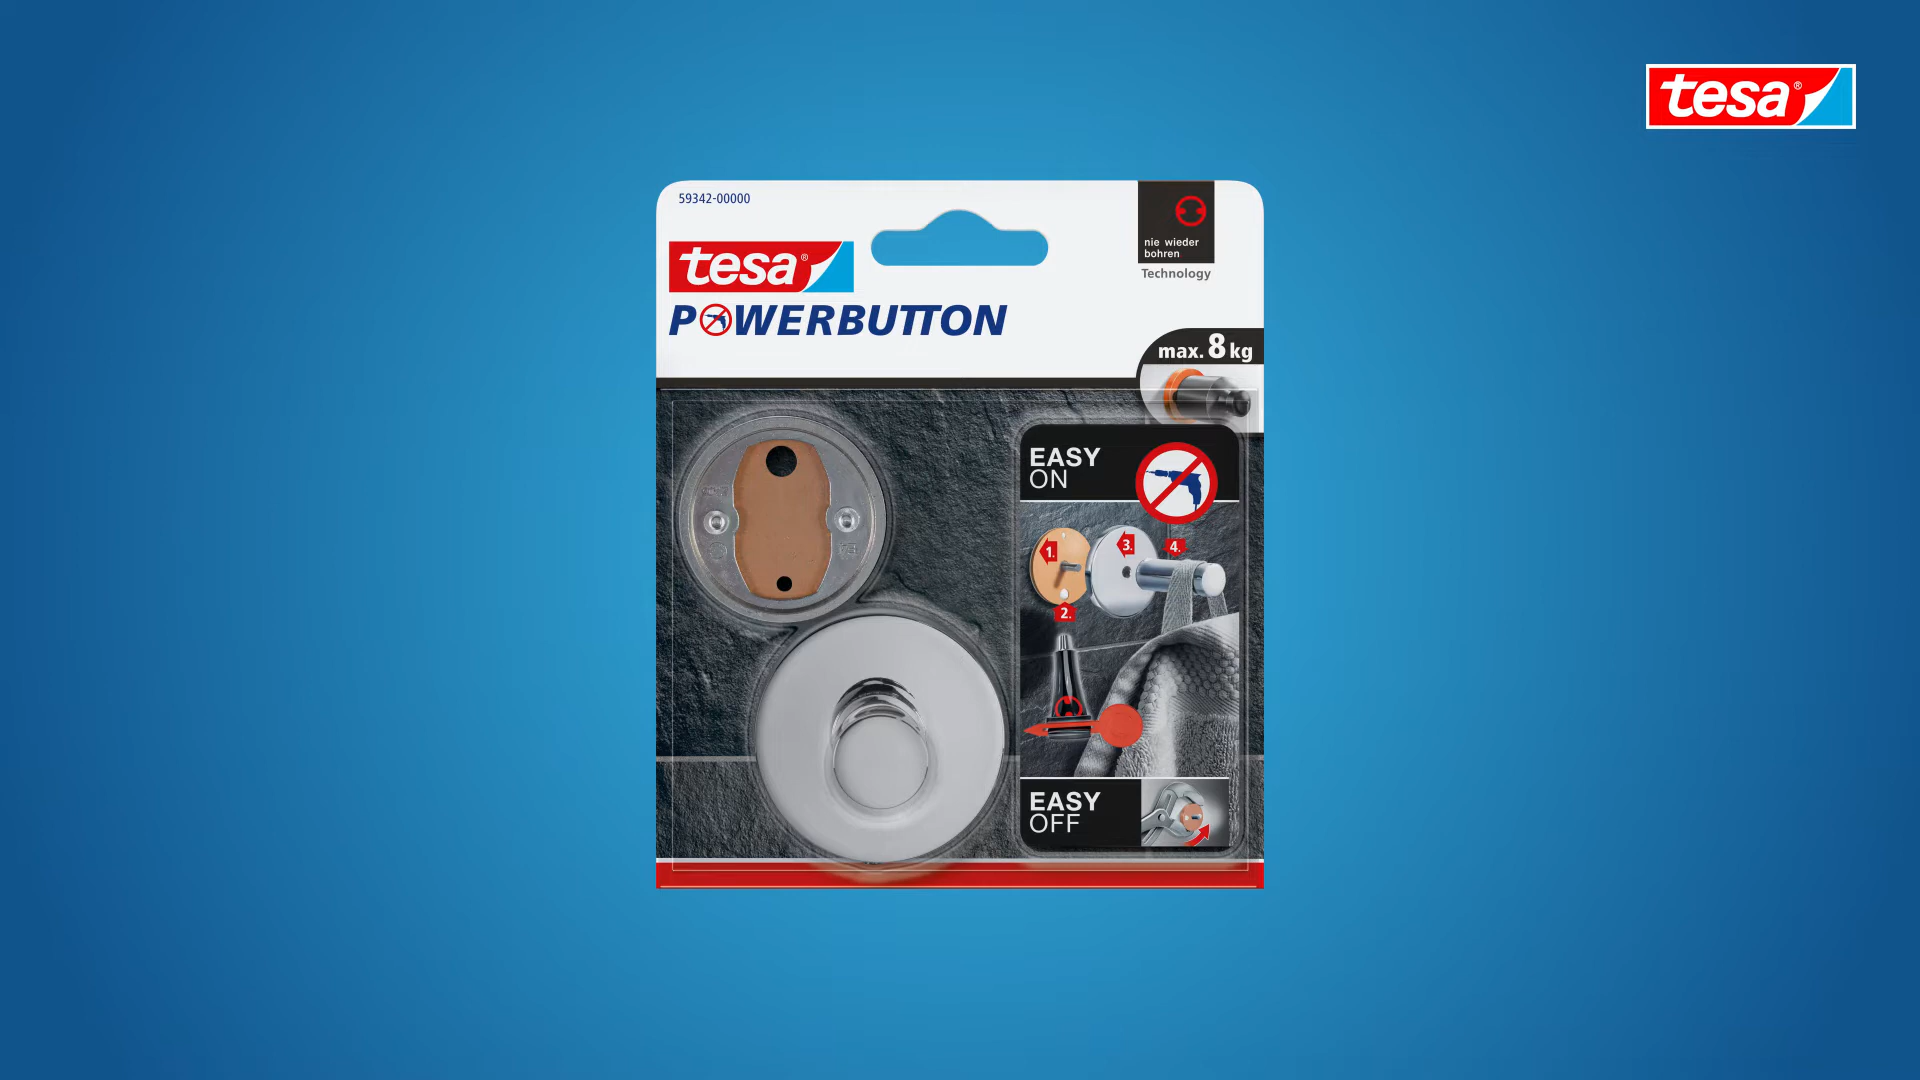 tesa®
59342-00000
nie wieder
bohren
Technology
tesa®
POWERBUTTON
max. 8 kg
EASY
ON
1.
3.
4.
2.
EASY
OFF